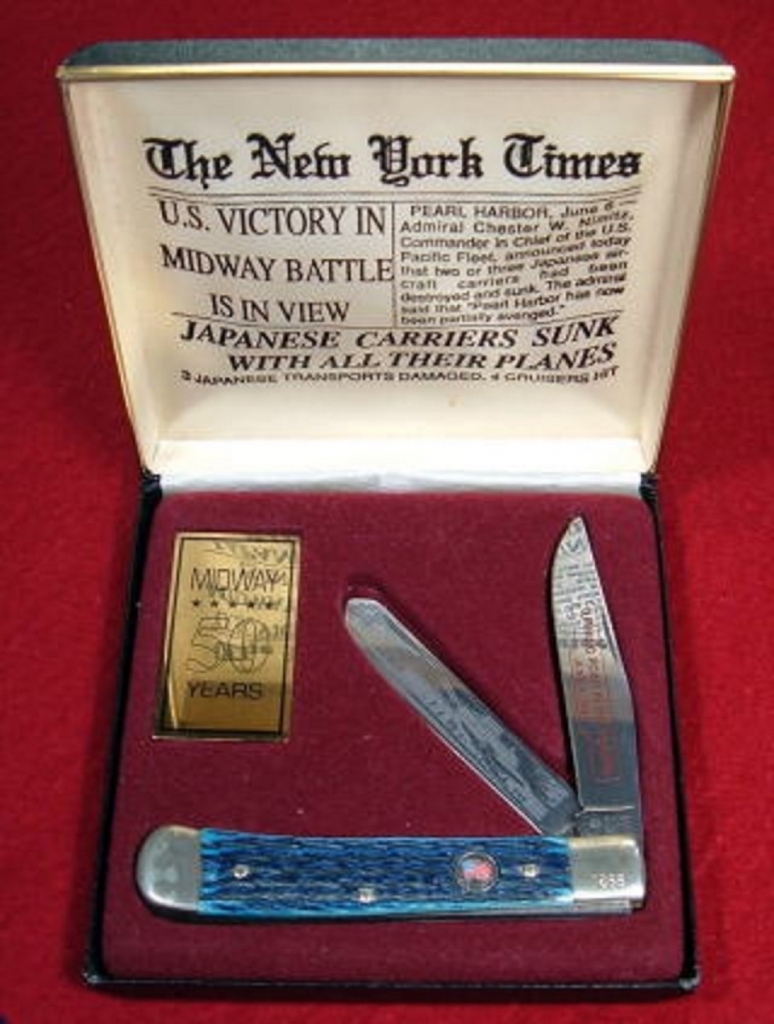 The New York Times
U.S. VICTORY IN
MIDWAY BATTLE
IS IN VIEW
PEARL HARBOR, June 6 —
Admiral Chester W. Nimitz,
Commander in Chief of the U.S.
Pacific Fleet, announced today
that two or three Japanese air-
craft carriers had been
destroyed and sunk. The admiral
said that "Pearl Harbor has now
been partially avenged."
JAPANESE CARRIERS SUNK
WITH ALL THEIR PLANES
3 JAPANESE TRANSPORTS DAMAGED, 4 CRUISERS HIT
MIDWAY
50
YEARS